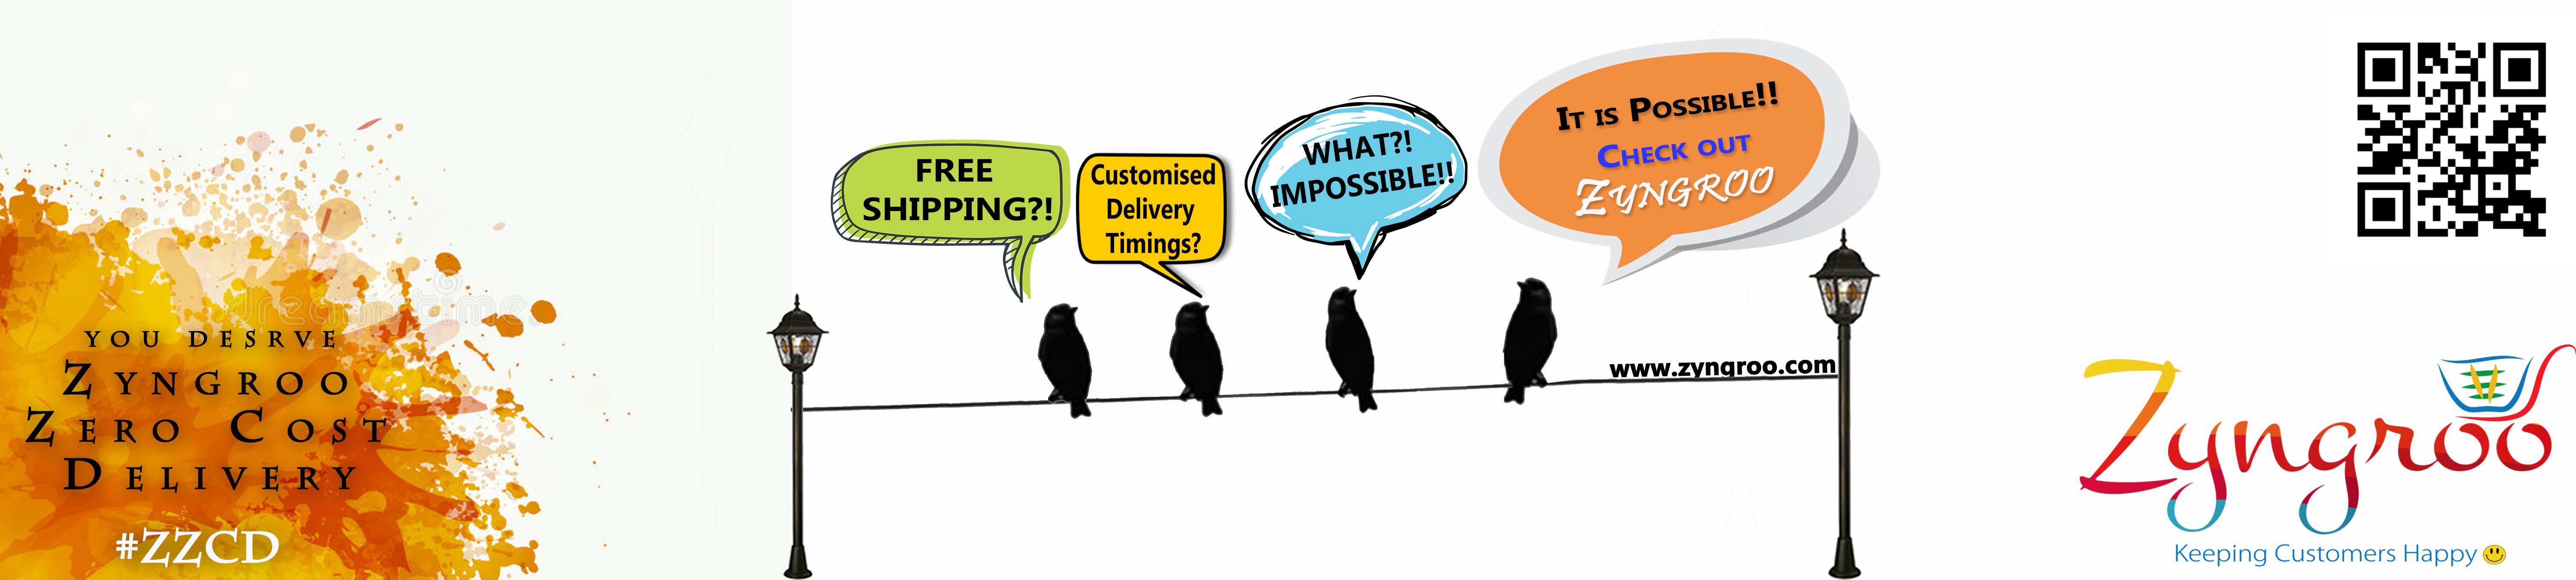 YOU DESRVE
ZYNGROO
ZERO COST
DELIVERY
#ZZCD
FREE
SHIPPING?!
Customised
Delivery
Timings?
WHAT?!
IMPOSSIBLE!!
IT IS POSSIBLE!!
CHECK OUT
ZYNGROO
www.zyngroo.com
Zyngroo
Keeping Customers Happy
dreamstime